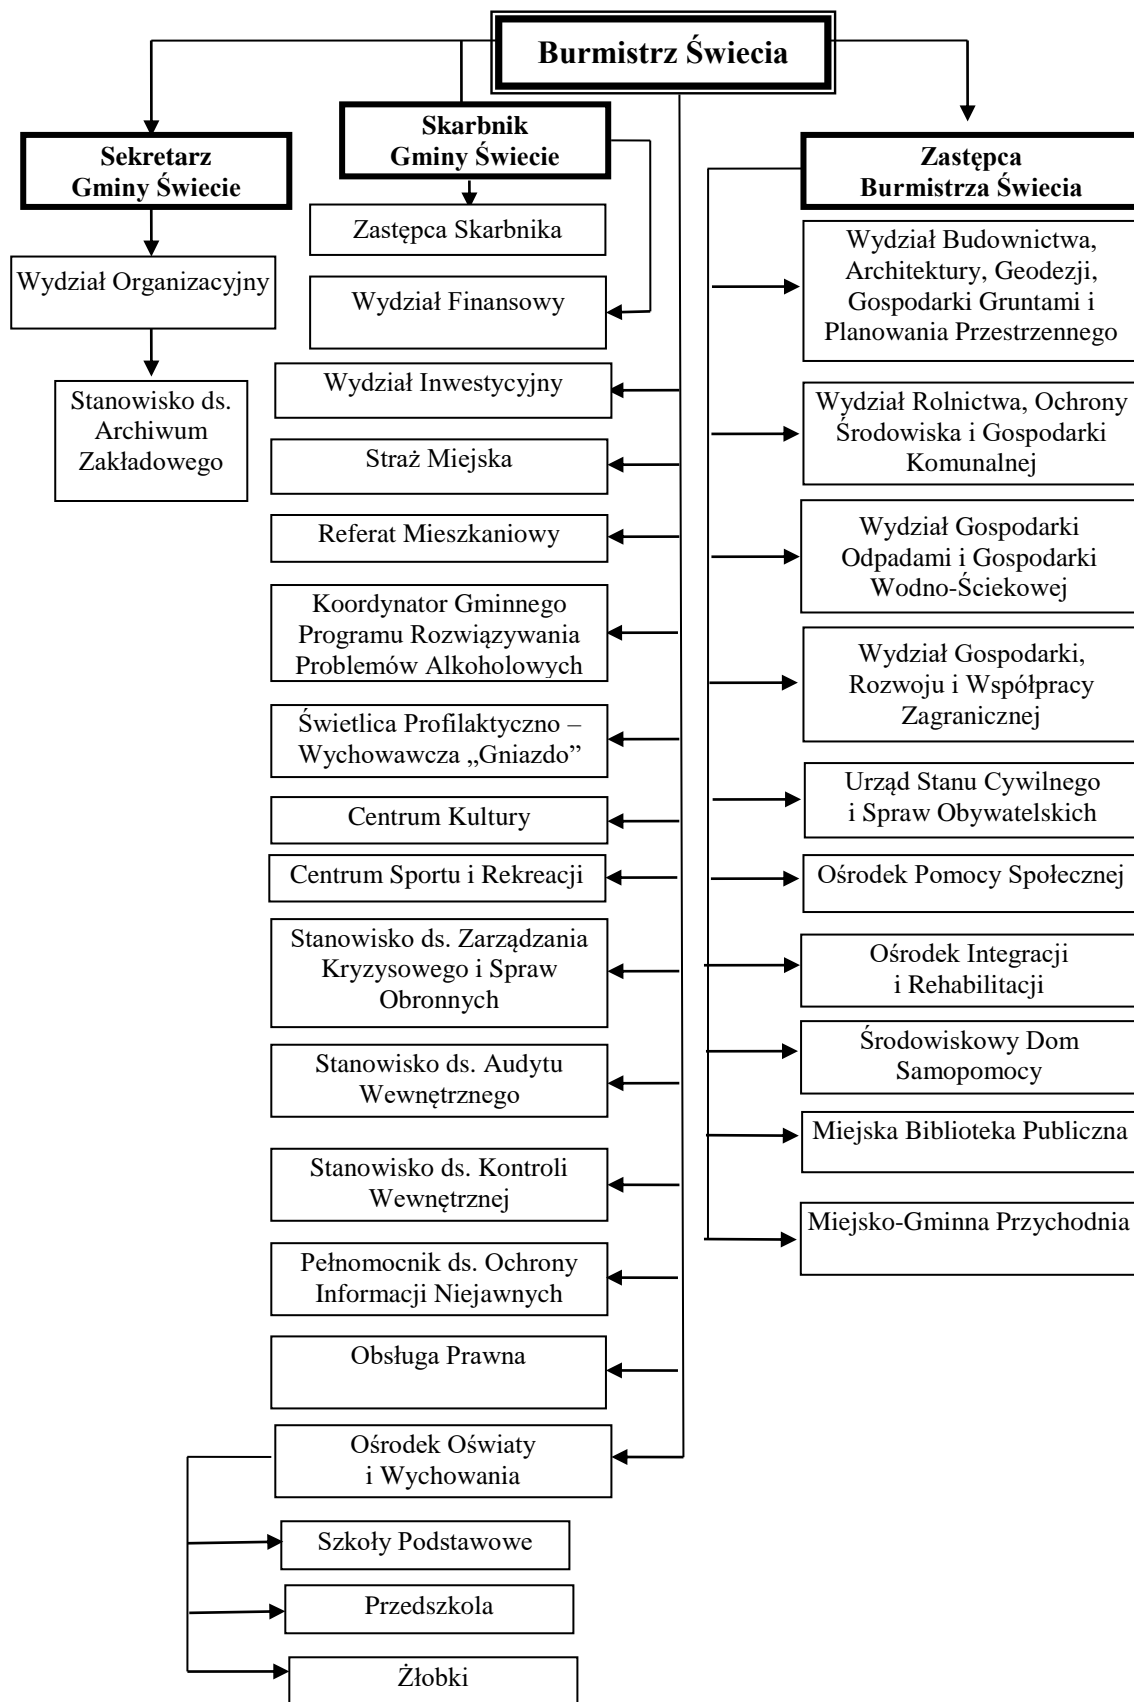 Burmistrz Świecia
Sekretarz
Gminy Świecie
Wydział Organizacyjny
Stanowisko ds.
Archiwum
Zakładowego
Skarbnik
Gminy Świecie
Zastępca Skarbnika
Wydział Finansowy
Wydział Inwestycyjny
Straż Miejska
Referat Mieszkaniowy
Koordynator Gminnego
Programu Rozwiązywania
Problemów Alkoholowych
Świetlica Profilaktyczno –
Wychowawcza „Gniazdo”
Centrum Kultury
Centrum Sportu i Rekreacji
Stanowisko ds. Zarządzania
Kryzysowego i Spraw
Obronnych
Stanowisko ds. Audytu
Wewnętrznego
Stanowisko ds. Kontroli
Wewnętrznej
Pełnomocnik ds. Ochrony
Informacji Niejawnych
Obsługa Prawna
Ośrodek Oświaty
i Wychowania
Szkoły Podstawowe
Przedszkola
Żłobki
Zastępca
Burmistrza Świecia
Wydział Budownictwa,
Architektury, Geodezji,
Gospodarki Gruntami i
Planowania Przestrzennego
Wydział Rolnictwa, Ochrony
Środowiska i Gospodarki
Komunalnej
Wydział Gospodarki
Odpadami i Gospodarki
Wodno-Ściekowej
Wydział Gospodarki,
Rozwoju i Współpracy
Zagranicznej
Urząd Stanu Cywilnego
i Spraw Obywatelskich
Ośrodek Pomocy Społecznej
Ośrodek Integracji
i Rehabilitacji
Środowiskowy Dom
Samopomocy
Miejska Biblioteka Publiczna
Miejsko-Gminna Przychodnia